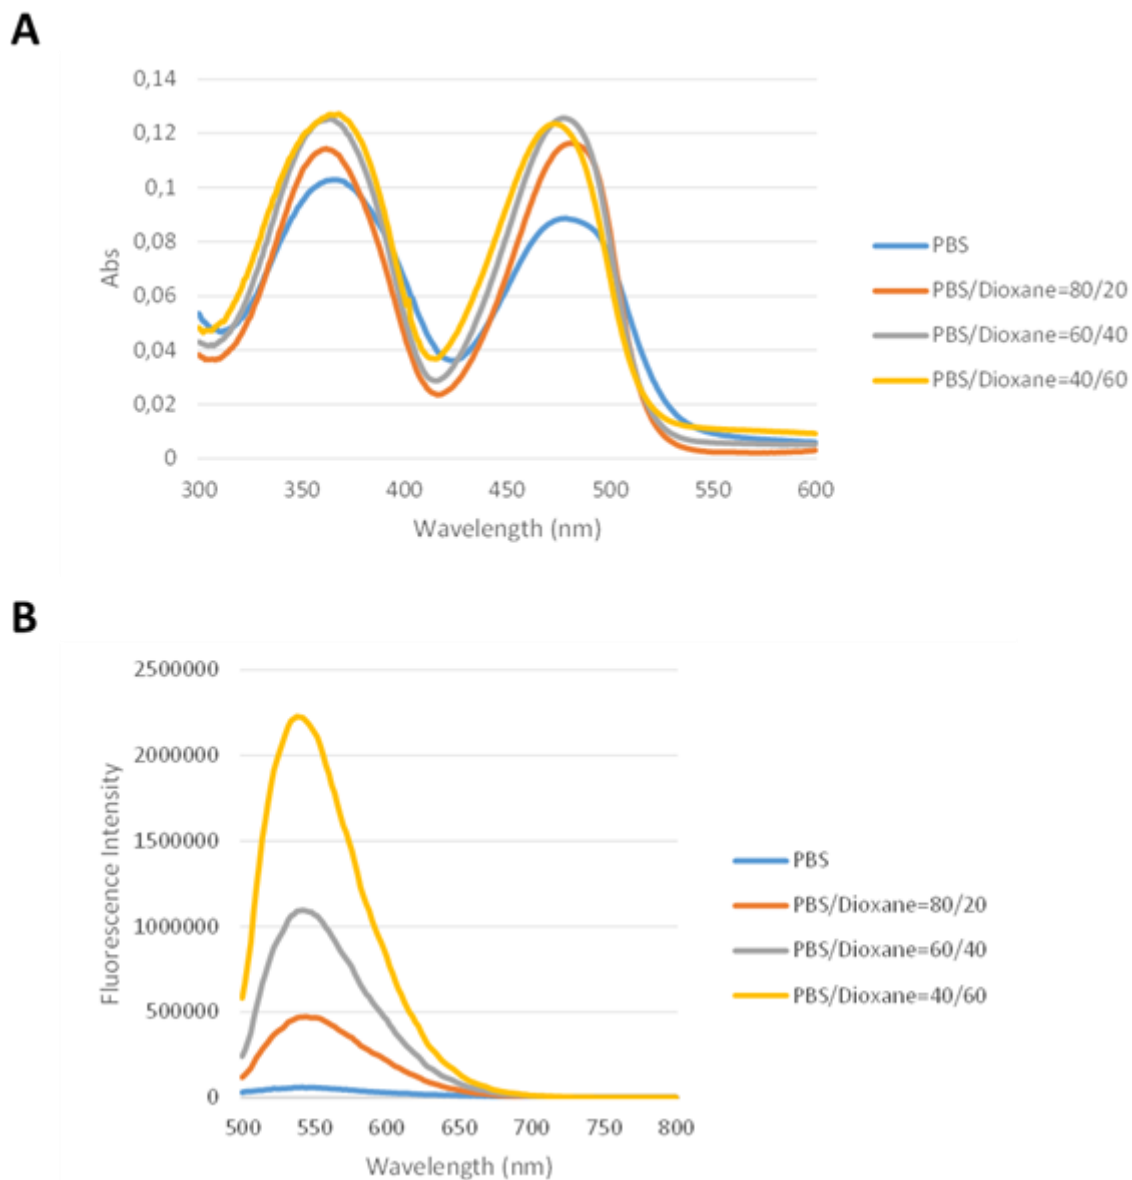 A
0,14
0,12
0,1
0,08
0,06
0,04
0,02
0
Abs
300 350 400 450 500 550 600
Wavelength (nm)
PBS
PBS/Dioxane=80/20
PBS/Dioxane=60/40
PBS/Dioxane=40/60
B
2500000
2000000
1500000
1000000
500000
0
Fluorescence Intensity
500 550 600 650 700 750 800
Wavelength (nm)
PBS
PBS/Dioxane=80/20
PBS/Dioxane=60/40
PBS/Dioxane=40/60